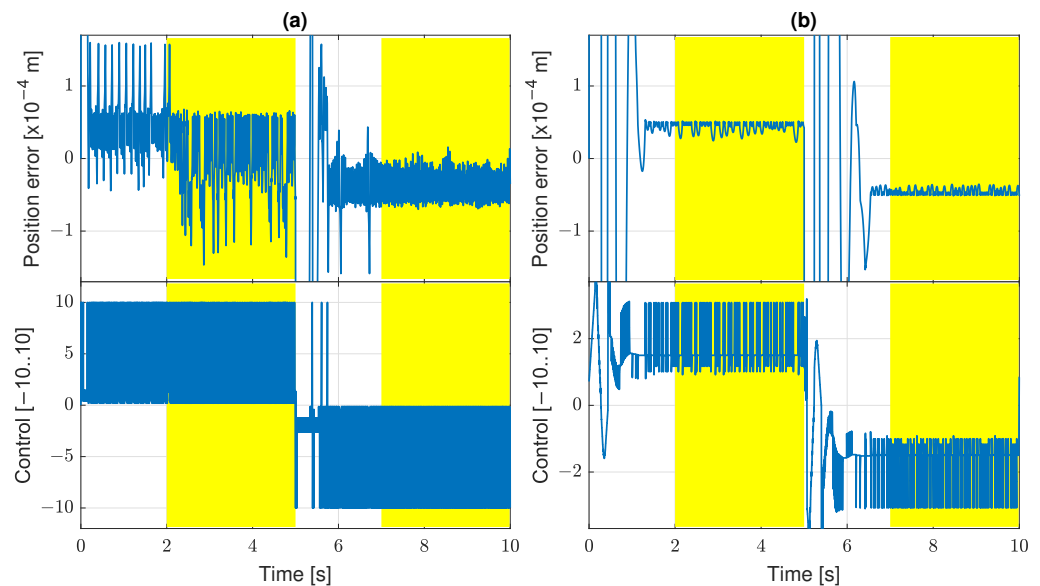 (a)
Position error [x10⁻⁴ m]
1
0
−1
Control [−10..10]
10
5
0
−5
−10
0 2 4 6 8 10
Time [s]
(b)
Position error [x10⁻⁴ m]
1
0
−1
Control [−10..10]
2
0
−2
0 2 4 6 8 10
Time [s]